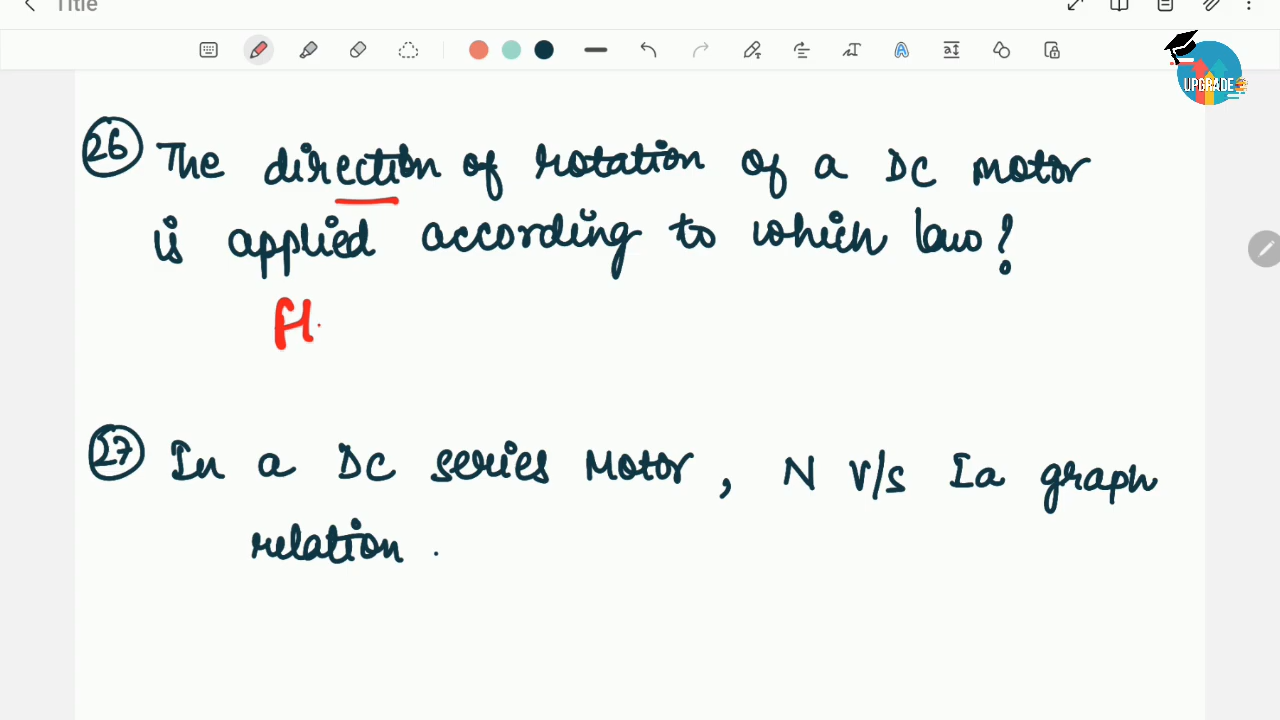 Title
UPGRADE
26 The direction of rotation of a DC motor
is applied according to which law?
Fl
27 In a DC series Motor, N v/s Ia graph
relation.